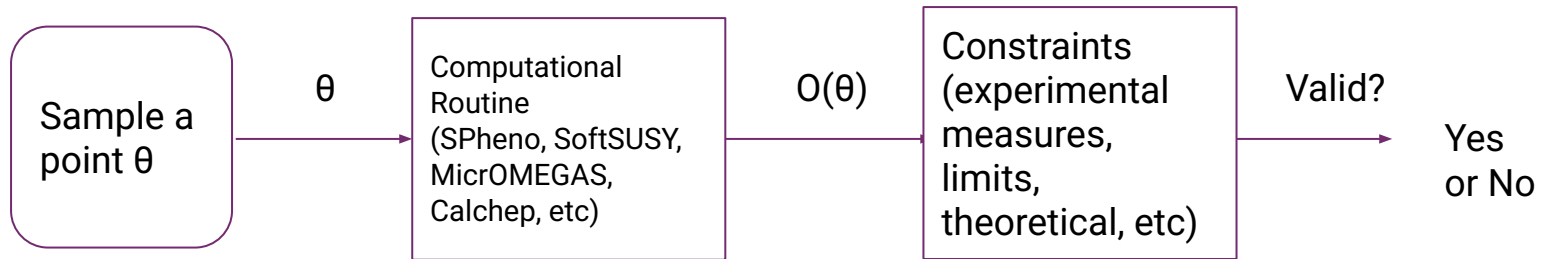 Sample a
point θ
θ
Computational
Routine
(SPheno, SoftSUSY,
MicrOMEGAS,
Calchep, etc)
O(θ)
Constraints
(experimental
measures,
limits,
theoretical, etc)
Valid?
Yes
or No